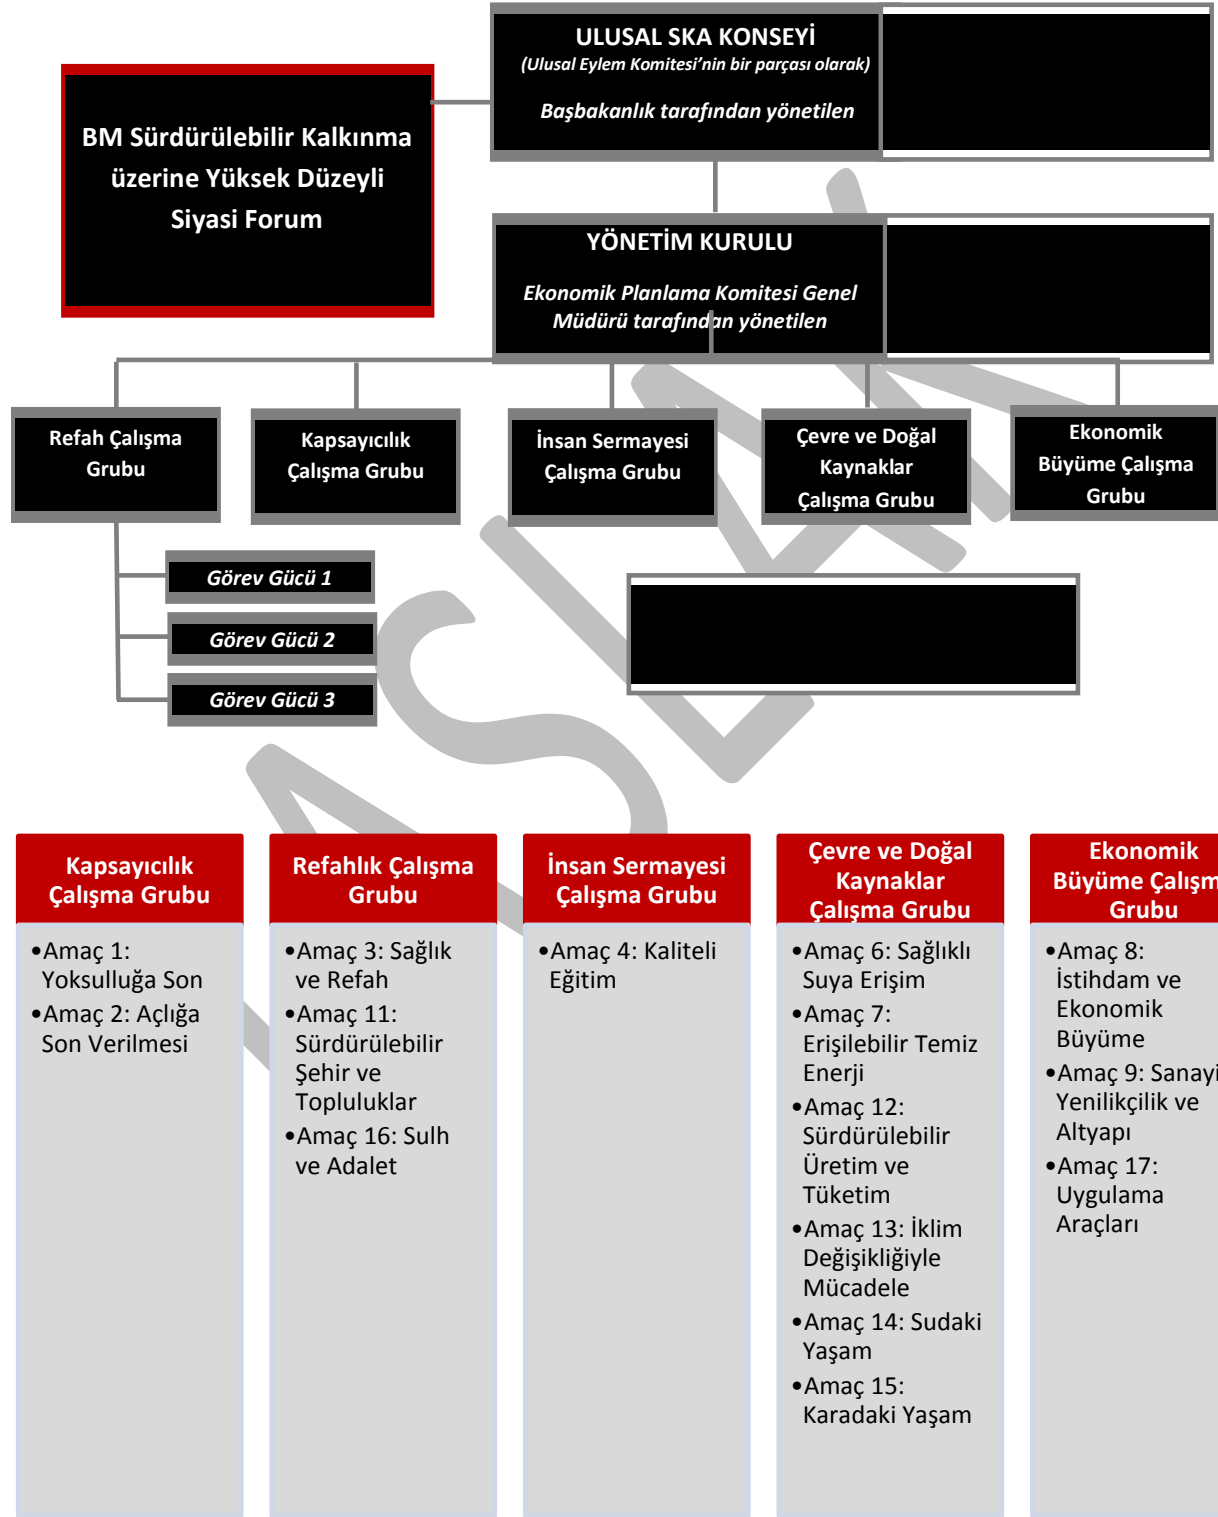 ULUSAL SKA KONSEYİ
(Ulusal Eylem Komitesi'nin bir parçası olarak)
Başbakanlık tarafından yönetilen
BM Sürdürülebilir Kalkınma
üzerine Yüksek Düzeyli
Siyasi Forum
YÖNETİM KURULU
Ekonomik Planlama Komitesi Genel
Müdürü tarafından yönetilen
Refah Çalışma
Grubu
Kapsayıcılık
Çalışma Grubu
İnsan Sermayesi
Çalışma Grubu
Çevre ve Doğal
Kaynaklar
Çalışma Grubu
Ekonomik
Büyüme Çalışma
Grubu
Görev Gücü 1
Görev Gücü 2
Görev Gücü 3
Kapsayıcılık
Çalışma Grubu
•Amaç 1:
Yoksulluğa Son
•Amaç 2: Açlığa
Son Verilmesi
Refahlık Çalışma
Grubu
•Amaç 3: Sağlık
ve Refah
•Amaç 11:
Sürdürülebilir
Şehir ve
Topluluklar
•Amaç 16: Sulh
ve Adalet
İnsan Sermayesi
Çalışma Grubu
•Amaç 4: Kaliteli
Eğitim
Çevre ve Doğal
Kaynaklar
Çalışma Grubu
•Amaç 6: Sağlıklı
Suya Erişim
•Amaç 7:
Erişilebilir Temiz
Enerji
•Amaç 12:
Sürdürülebilir
Üretim ve
Tüketim
•Amaç 13: İklim
Değişikliğiyle
Mücadele
•Amaç 14: Sudaki
Yaşam
•Amaç 15:
Karadaki Yaşam
Ekonomik
Büyüme Çalışm
Grubu
•Amaç 8:
İstihdam ve
Ekonomik
Büyüme
•Amaç 9: Sanayi
Yenilikçilik ve
Altyapı
•Amaç 17:
Uygulama
Araçları